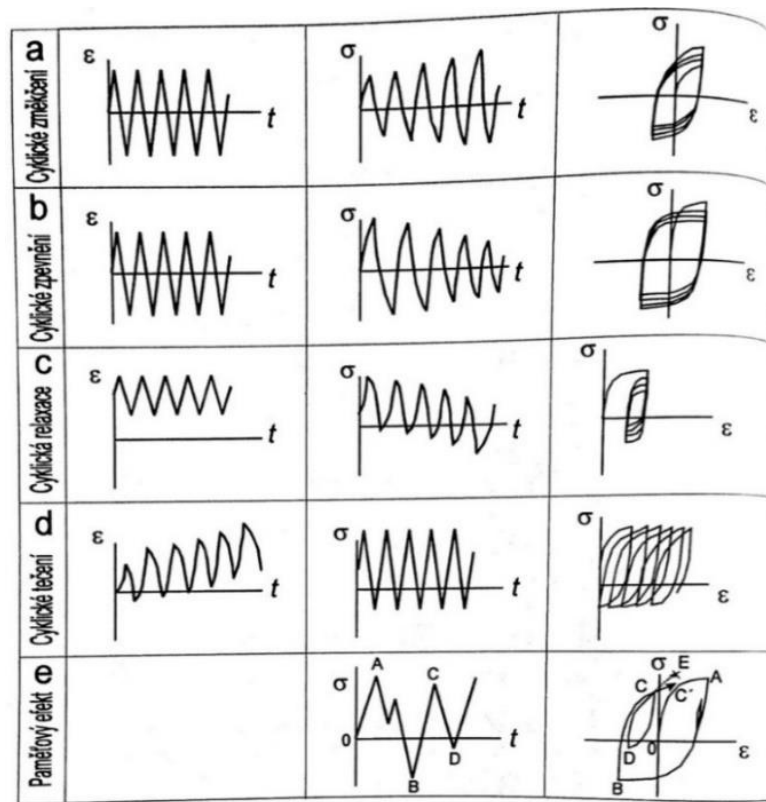 a
Cyklické změkčení
ε
t
σ
t
σ
ε
b
Cyklické zpevnění
ε
t
σ
t
σ
ε
c
Cyklická relaxace
ε
t
σ
t
σ
ε
d
Cyklické tečení
ε
t
σ
t
σ
ε
e
Paměťový efekt
σ
A
C
0
t
B
D
σ
E
A
C
C'
D
0
ε
B